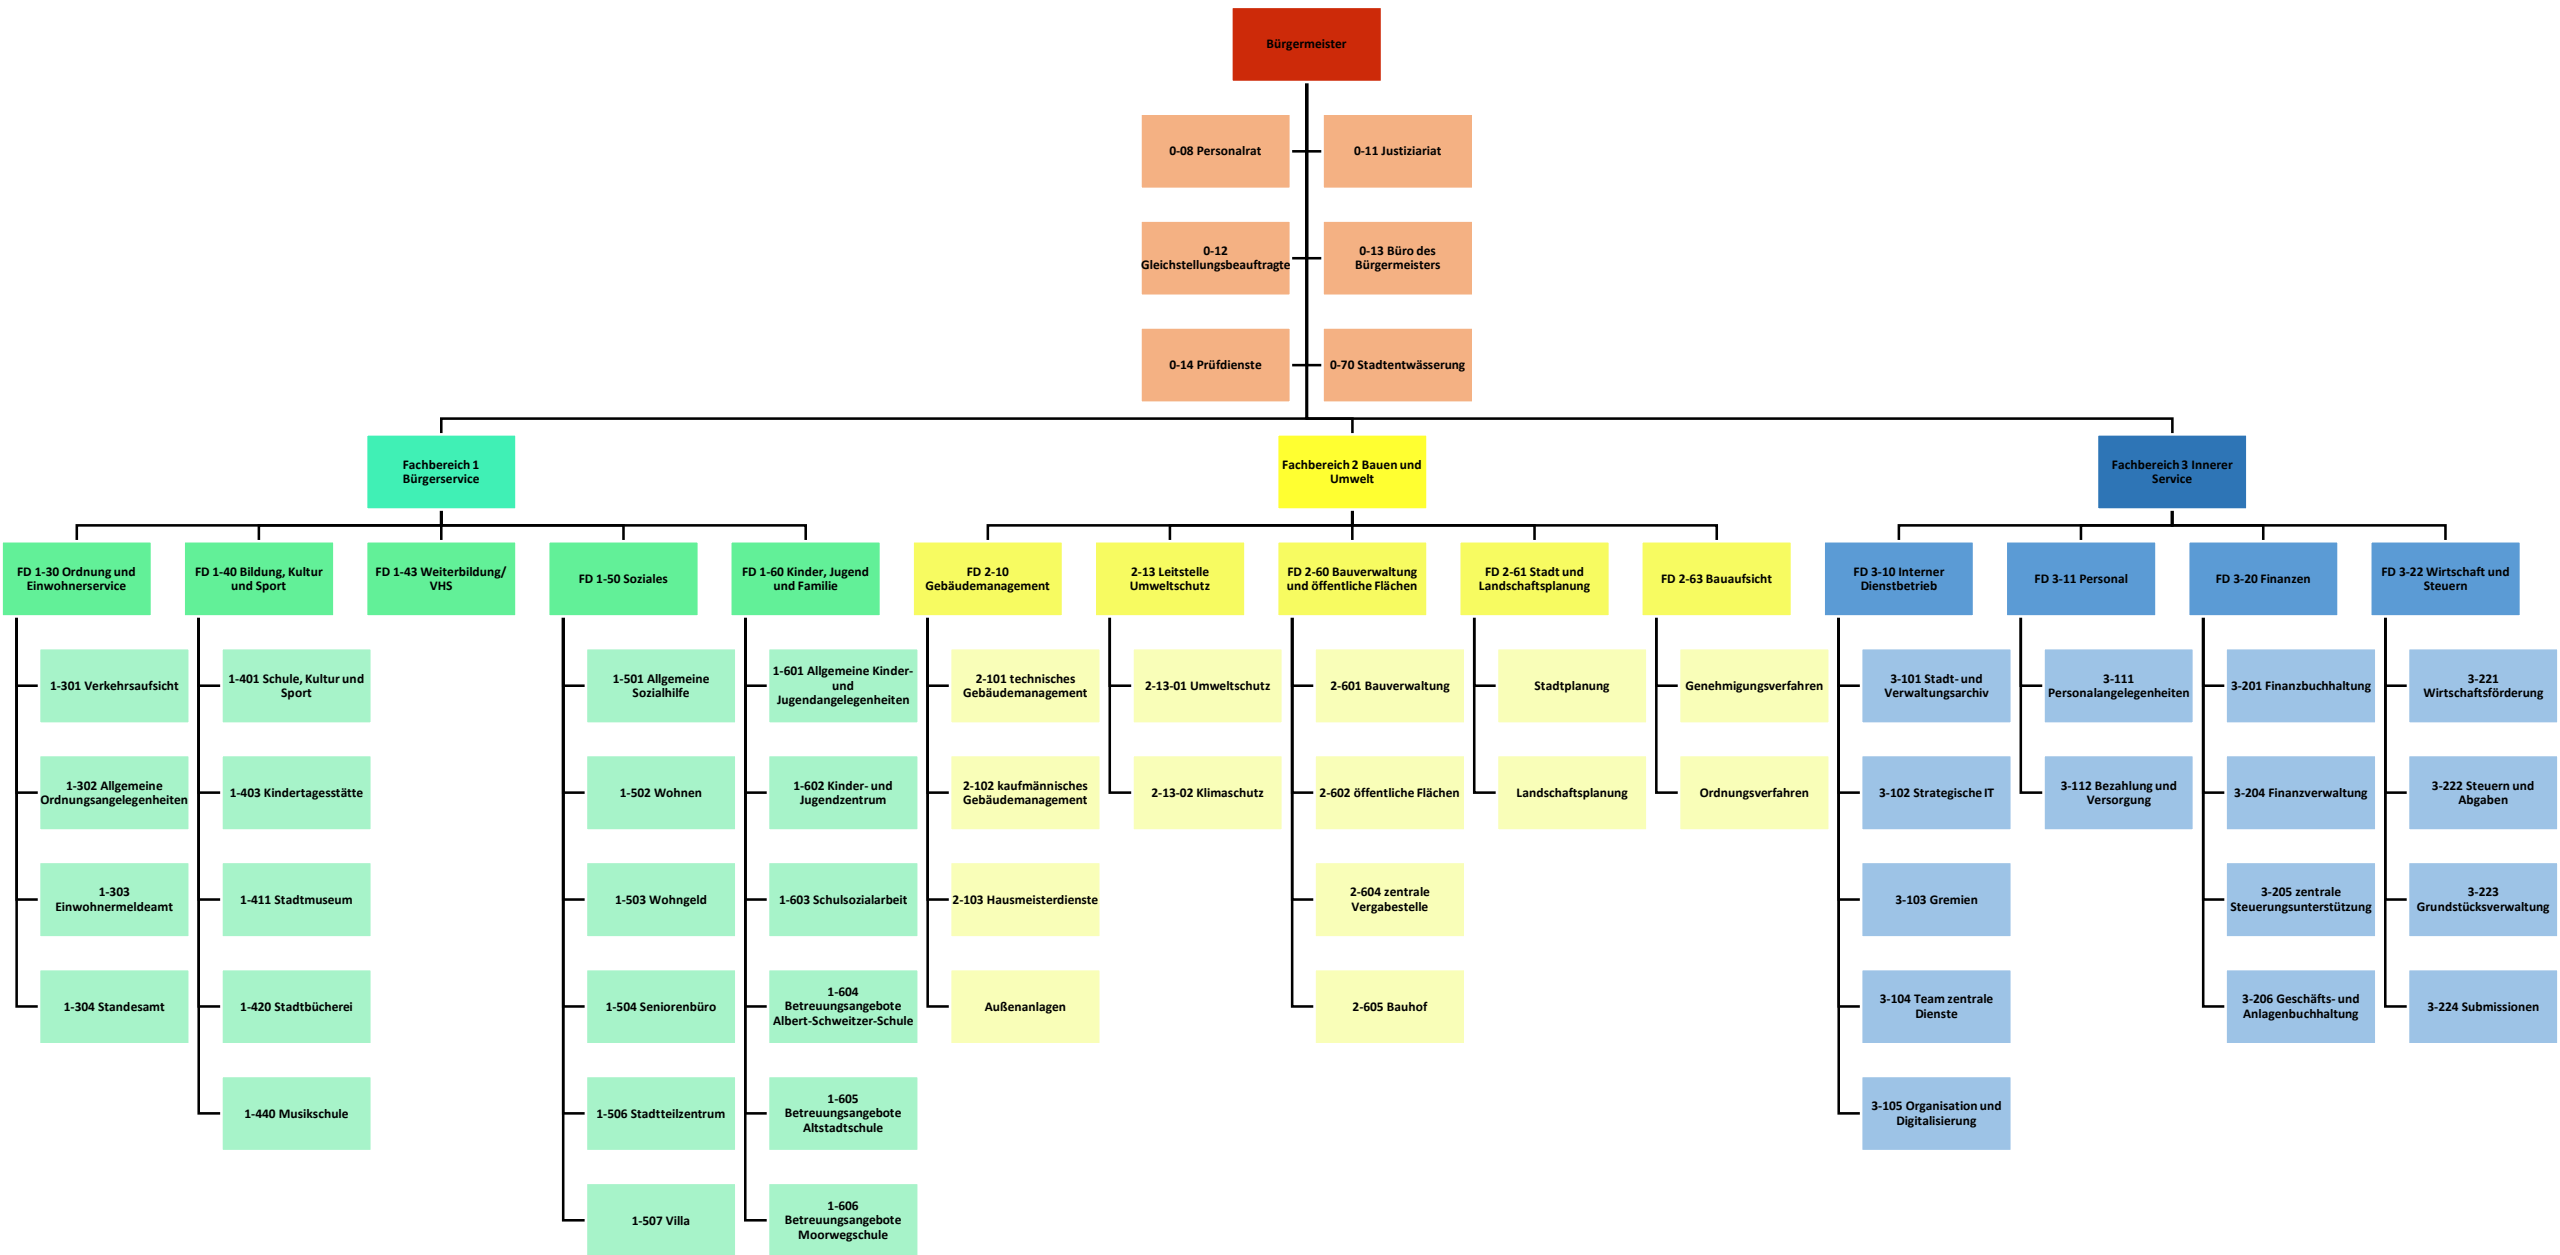 Bürgermeister
0-08 Personalrat
0-11 Justiziariat
0-12
Gleichstellungsbeauftragte
0-13 Büro des
Bürgermeisters
0-14 Prüfdienste
0-70 Stadtentwässerung
Fachbereich 1
Bürgerservice
Fachbereich 2 Bauen und
Umwelt
Fachbereich 3 Innerer
Service
FD 1-30 Ordnung und
Einwohnerservice
FD 1-40 Bildung, Kultur
und Sport
FD 1-43 Weiterbildung/
VHS
FD 1-50 Soziales
FD 1-60 Kinder, Jugend
und Familie
FD 2-10
Gebäudemanagement
2-13 Leitstelle
Umweltschutz
FD 2-60 Bauverwaltung
und öffentliche Flächen
FD 2-61 Stadt und
Landschaftsplanung
FD 2-63 Bauaufsicht
FD 3-10 Interner
Dienstbetrieb
FD 3-11 Personal
FD 3-20 Finanzen
FD 3-22 Wirtschaft und
Steuern
1-301 Verkehrsaufsicht
1-302 Allgemeine
Ordnungsangelegenheiten
1-303
Einwohnermeldeamt
1-304 Standesamt
1-401 Schule, Kultur und
Sport
1-403 Kindertagesstätte
1-411 Stadtmuseum
1-420 Stadtbücherei
1-440 Musikschule
1-501 Allgemeine
Sozialhilfe
1-502 Wohnen
1-503 Wohngeld
1-504 Seniorenbüro
1-506 Stadtteilzentrum
1-507 Villa
1-601 Allgemeine Kinder-
und
Jugendangelegenheiten
1-602 Kinder- und
Jugendzentrum
1-603 Schulsozialarbeit
1-604
Betreuungsangebote
Albert-Schweitzer-Schule
1-605
Betreuungsangebote
Altstadtschule
1-606
Betreuungsangebote
Moorwegschule
2-101 technisches
Gebäudemanagement
2-102 kaufmännisches
Gebäudemanagement
2-103 Hausmeisterdienste
Außenanlagen
2-13-01 Umweltschutz
2-13-02 Klimaschutz
2-601 Bauverwaltung
2-602 öffentliche Flächen
2-604 zentrale
Vergabestelle
2-605 Bauhof
Stadtplanung
Landschaftsplanung
Genehmigungsverfahren
Ordnungsverfahren
3-101 Stadt- und
Verwaltungsarchiv
3-102 Strategische IT
3-103 Gremien
3-104 Team zentrale
Dienste
3-105 Organisation und
Digitalisierung
3-111
Personalangelegenheiten
3-112 Bezahlung und
Versorgung
3-201 Finanzbuchhaltung
3-204 Finanzverwaltung
3-205 zentrale
Steuerungsunterstützung
3-206 Geschäfts- und
Anlagenbuchhaltung
3-221
Wirtschaftsförderung
3-222 Steuern und
Abgaben
3-223
Grundstücksverwaltung
3-224 Submissionen